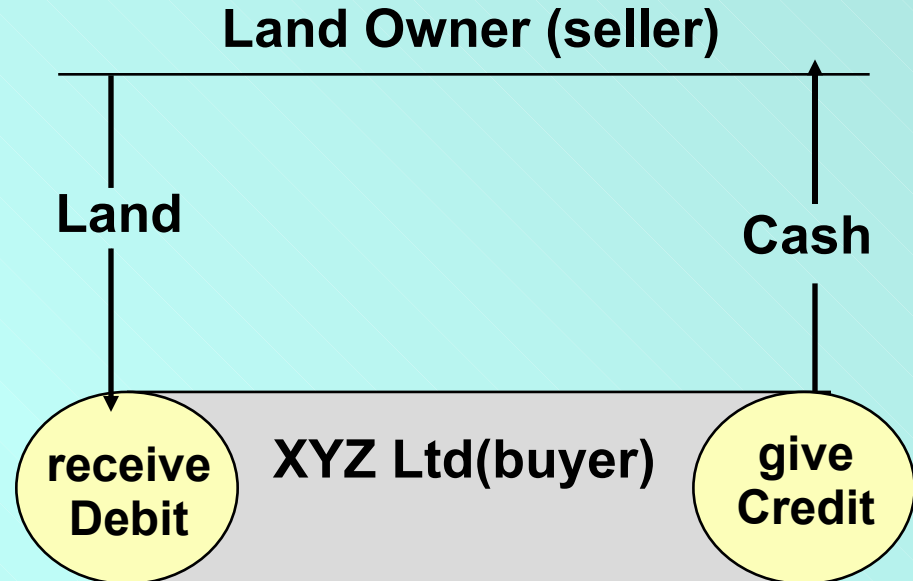 Land Owner (seller)
Land
Cash
receive
Debit
XYZ Ltd(buyer)
give
Credit